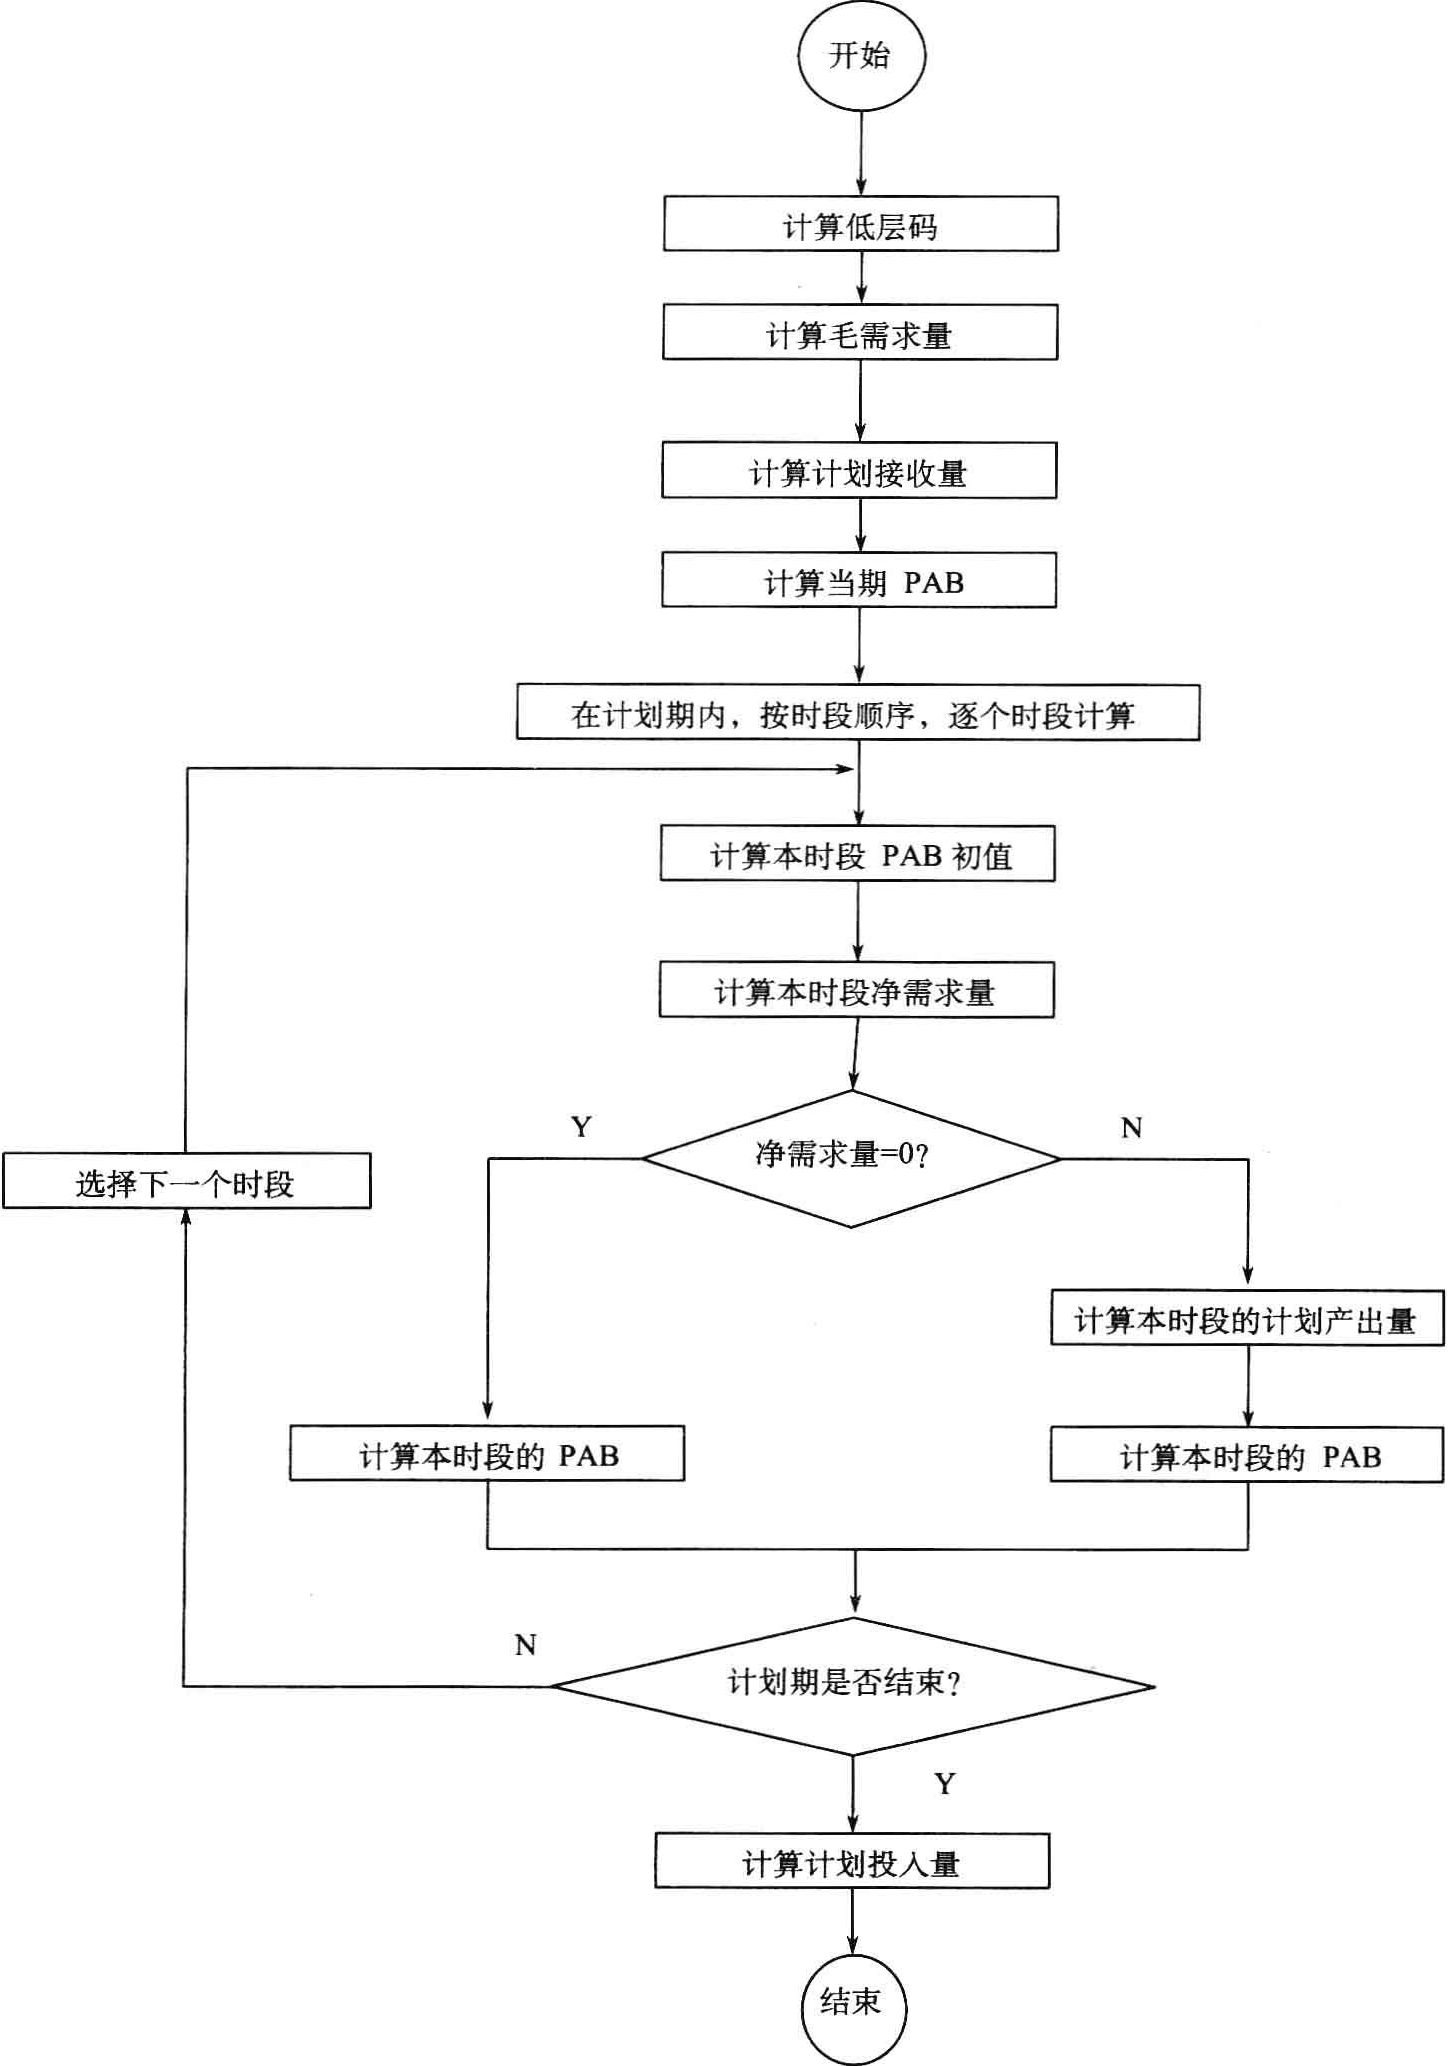 开始
计算低层码
计算毛需求量
计算计划接收量
计算当期 PAB
在计划期内，按时段顺序，逐个时段计算
计算本时段 PAB 初值
计算本时段净需求量
Y
N
净需求量=0？
选择下一个时段
计算本时段的计划产出量
计算本时段的 PAB
计算本时段的 PAB
N
计划期是否结束？
Y
计算计划投入量
结束